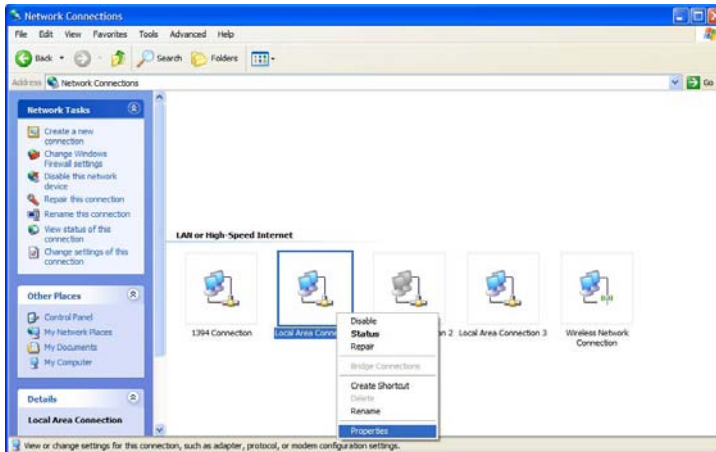 Network Connections
File Edit View Favorites Tools Advanced Help
Back Search Folders
Address Network Connections Go
Network Tasks
Create a new
connection
Change Windows
Firewall settings
Disable this network
device
Repair this connection
Rename this connection
View status of this
connection
Change settings of this
connection
Other Places
Control Panel
My Network Places
My Documents
My Computer
Details
Local Area Connection
LAN or High-Speed Internet
1394 Connection
Local Area Conne
n 2
Local Area Connection 3
Wireless Network
Connection
Disable
Status
Repair
Bridge Connections
Create Shortcut
Delete
Rename
Properties
View or change settings for this connection, such as adapter, protocol, or modem configuration settings.